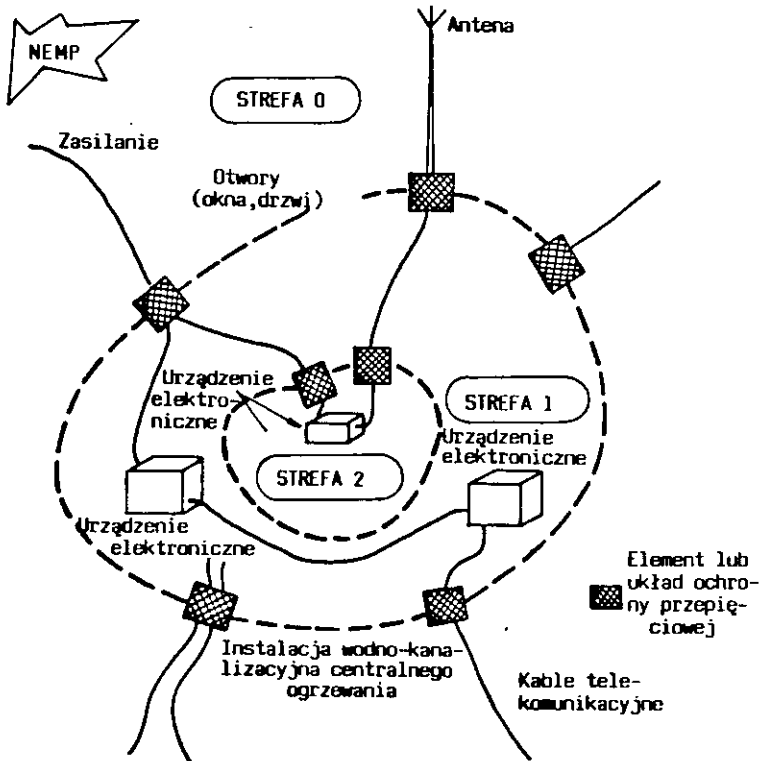 NEMP
Antena
STREFA 0
Zasilanie
Otwory
(okna,drzwi)
Urządzenie
elektro-
niczne
STREFA 1
Urządzenie
elektroniczne
STREFA 2
Urządzenie
elektroniczne
Element lub
układ ochro-
ny przepię-
ciowej
Instalacja wodno-kana-
lizacyjna centralnego
ogrzewania
Kable tele-
komunikacyjne